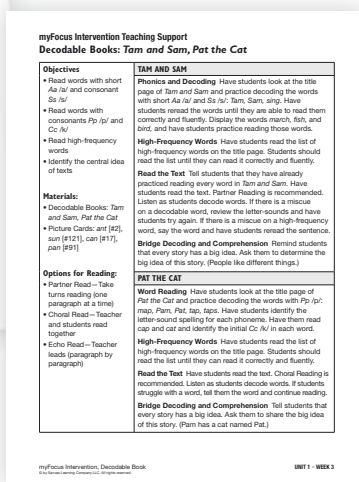 myFocus Intervention Teaching Support
Decodable Books: Tam and Sam, Pat the Cat
Objectives
• Read words with short
Aa /a/ and consonant
Ss /s/
• Read words with
consonants Pp /p/ and
Cc /k/
• Read high-frequency
words
• Identify the central idea
of texts
Materials:
• Decodable Books: Tam
and Sam, Pat the Cat
• Picture Cards: ant [#2],
sun [#121], can [#17],
pan [#91]
Options for Reading:
• Partner Read—Take
turns reading (one
paragraph at a time)
• Choral Read—Teacher
and students read
together
• Echo Read—Teacher
leads (paragraph by
paragraph)
TAM AND SAM
Phonics and Decoding Have students look at the title
page of Tam and Sam and practice decoding the words
with short Aa /a/ and Ss /s/: Tam, Sam, sing. Have
students reread the words until they are able to read them
correctly and fluently. Display the words march, fish, and
bird, and have students practice reading those words.
High-Frequency Words Have students read the list of
high-frequency words on the title page. Students should
read the list until they can read it correctly and fluently.
Read the Text Tell students that they have already
practiced reading every word in Tam and Sam. Have
students read the text. Partner Reading is recommended.
Listen as students decode words. If there is a miscue
on a decodable word, review the letter-sounds and have
students try again. If there is a miscue on a high-frequency
word, say the word and have students reread the sentence.
Bridge Decoding and Comprehension Remind students
that every story has a big idea. Ask them to determine the
big idea of this story. (People like different things.)
PAT THE CAT
Word Reading Have students look at the title page of
Pat the Cat and practice decoding the words with Pp /p/:
map, Pam, Pat, tap, taps. Have students identify the
letter-sound spelling for each phoneme. Have them read
cap and cat and identify the initial Cc /k/ in each word.
High-Frequency Words Have students read the list of
high-frequency words on the title page. Students should
read the list until they can read it correctly and fluently.
Read the Text Have students read the text. Choral Reading is
recommended. Listen as students decode words. If students
struggle with a word, tell them the word and continue reading.
Bridge Decoding and Comprehension Tell students that
every story has a big idea. Ask them to share the big idea
of this story. (Pam has a cat named Pat.)
myFocus Intervention, Decodable Book
© by Savvas Learning Company LLC. All rights reserved.
UNIT 1 • WEEK 3